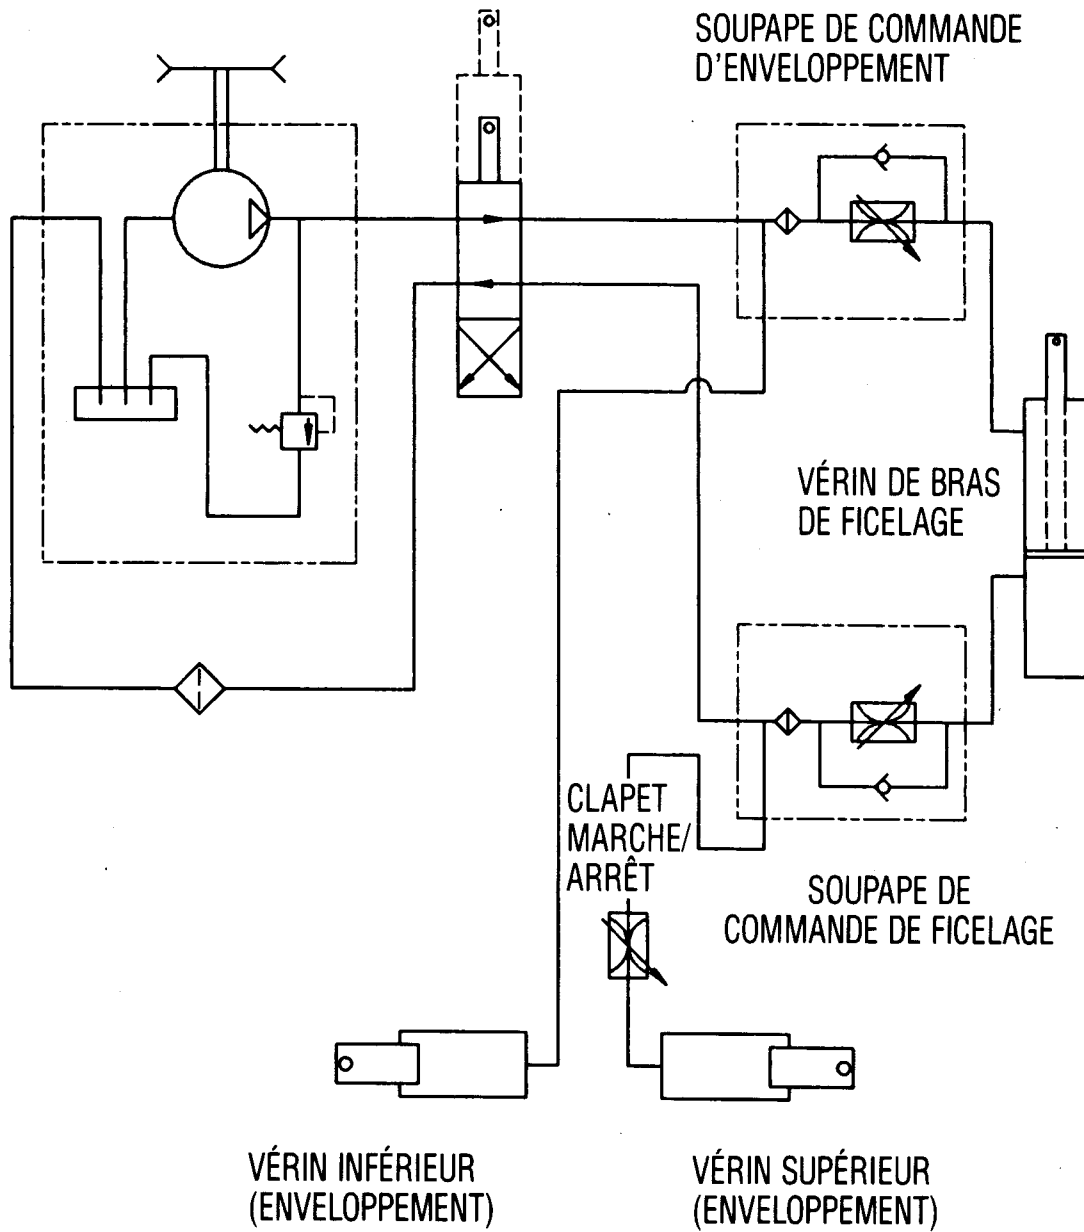 SOUPAPE DE COMMANDE
D'ENVELOPPEMENT
VÉRIN DE BRAS
DE FICELAGE
CLAPET
MARCHE/
ARRÊT
SOUPAPE DE
COMMANDE DE FICELAGE
VÉRIN INFÉRIEUR
(ENVELOPPEMENT)
VÉRIN SUPÉRIEUR
(ENVELOPPEMENT)